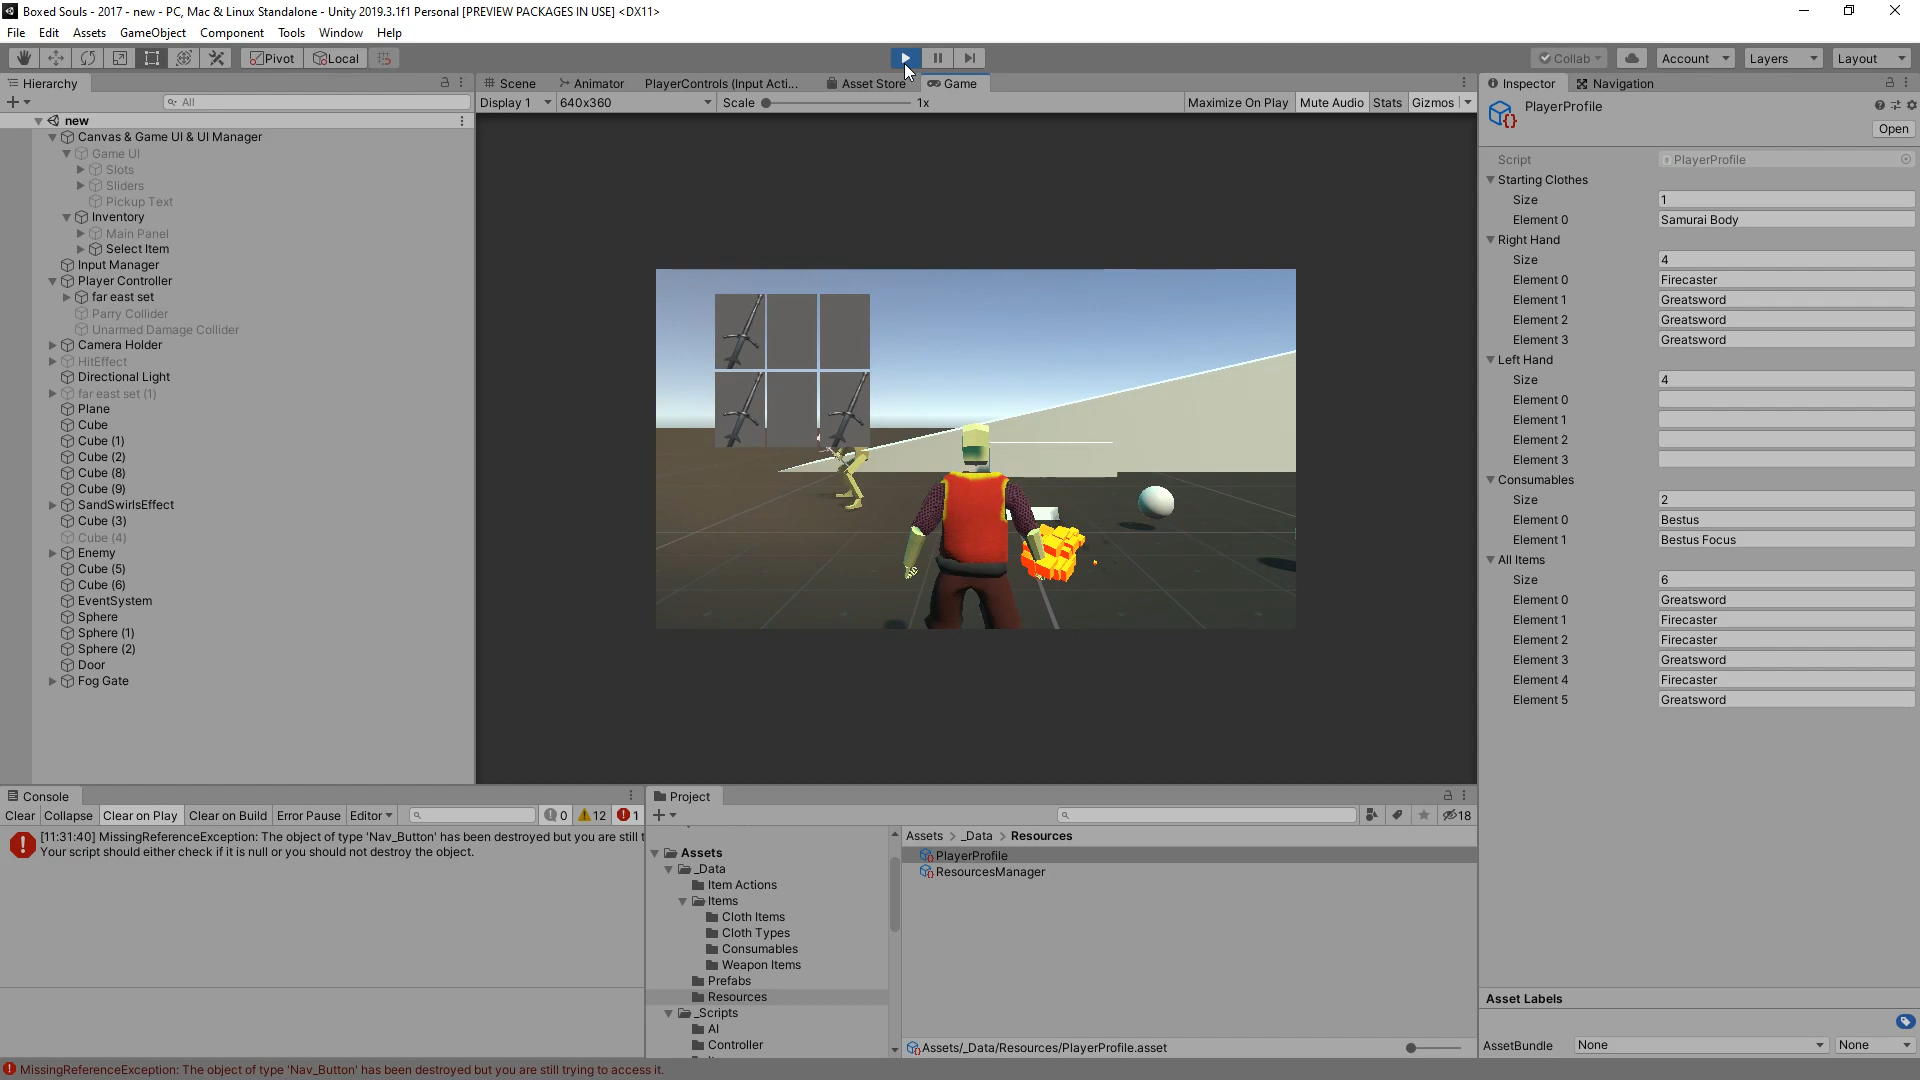 Boxed Souls - 2017 - new - PC, Mac & Linux Standalone - Unity 2019.3.1f1 Personal [PREVIEW PACKAGES IN USE] <DX11>
File Edit Assets GameObject Component Tools Window Help
Pivot Local Collab Account Layers Layout
Hierarchy
All
new
Canvas & Game UI & UI Manager
Game UI
Slots
Sliders
Pickup Text
Inventory
Main Panel
Select Item
Input Manager
Player Controller
far east set
Parry Collider
Unarmed Damage Collider
Camera Holder
HitEffect
Directional Light
far east set (1)
Plane
Cube
Cube (1)
Cube (2)
Cube (8)
Cube (9)
SandSwirlsEffect
Cube (3)
Cube (4)
Enemy
Cube (5)
Cube (6)
EventSystem
Sphere
Sphere (1)
Sphere (2)
Door
Fog Gate
Scene Animator PlayerControls (Input Acti... Asset Store Game
Display 1 640x360 Scale 1x Maximize On Play Mute Audio Stats Gizmos
Inspector Navigation
PlayerProfile
Open
Script PlayerProfile
Starting Clothes
Size 1
Element 0 Samurai Body
Right Hand
Size 4
Element 0 Firecaster
Element 1 Greatsword
Element 2 Greatsword
Element 3 Greatsword
Left Hand
Size 4
Element 0
Element 1
Element 2
Element 3
Consumables
Size 2
Element 0 Bestus
Element 1 Bestus Focus
All Items
Size 6
Element 0 Greatsword
Element 1 Firecaster
Element 2 Firecaster
Element 3 Greatsword
Element 4 Firecaster
Element 5 Greatsword
Asset Labels
AssetBundle None None
Console
Clear Collapse Clear on Play Clear on Build Error Pause Editor 0 12 1
[11:31:40] MissingReferenceException: The object of type 'Nav_Button' has been destroyed but you are still t
Your script should either check if it is null or you should not destroy the object.
Project
18
Assets
_Data
Item Actions
Items
Cloth Items
Cloth Types
Consumables
Weapon Items
Prefabs
Resources
_Scripts
AI
Controller
Assets > _Data > Resources
PlayerProfile
ResourcesManager
Assets/_Data/Resources/PlayerProfile.asset
MissingReferenceException: The object of type 'Nav_Button' has been destroyed but you are still trying to access it.